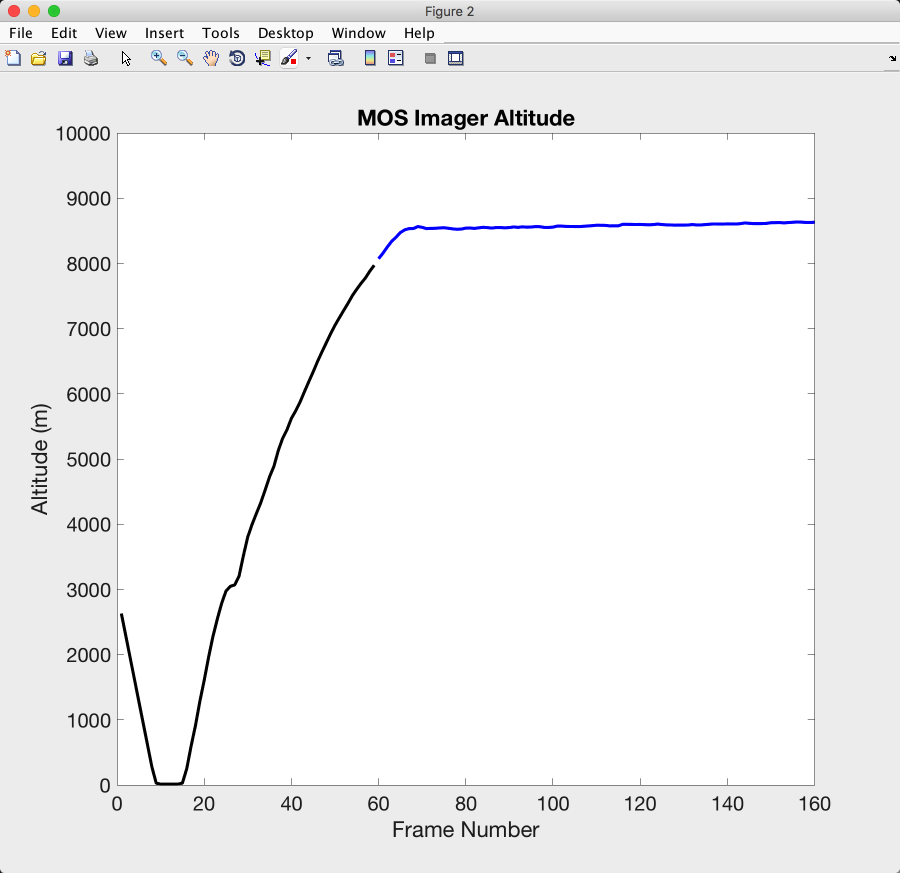 Figure 2
File Edit View Insert Tools Desktop Window Help
MOS Imager Altitude
10000
9000
8000
7000
6000
5000
4000
3000
2000
1000
0
Altitude (m)
0 20 40 60 80 100 120 140 160
Frame Number